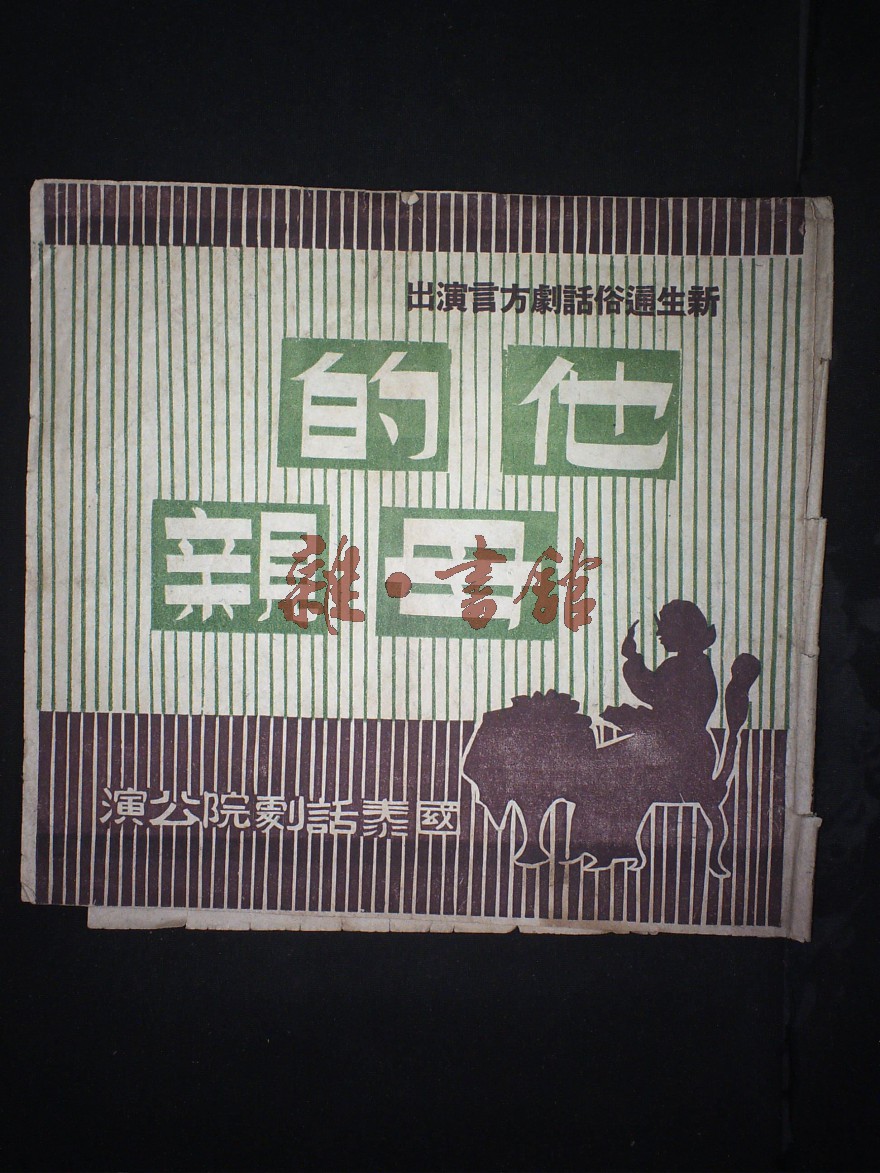 新生通俗話劇方言演出
他的
母親
雜·書館
國泰話劇院公演